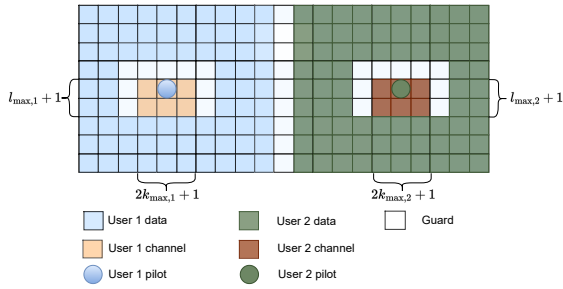 l_{max,1} + 1
l_{max,2} + 1
2k_{max,1} + 1
2k_{max,2} + 1
User 1 data
User 2 data
Guard
User 1 channel
User 2 channel
User 1 pilot
User 2 pilot